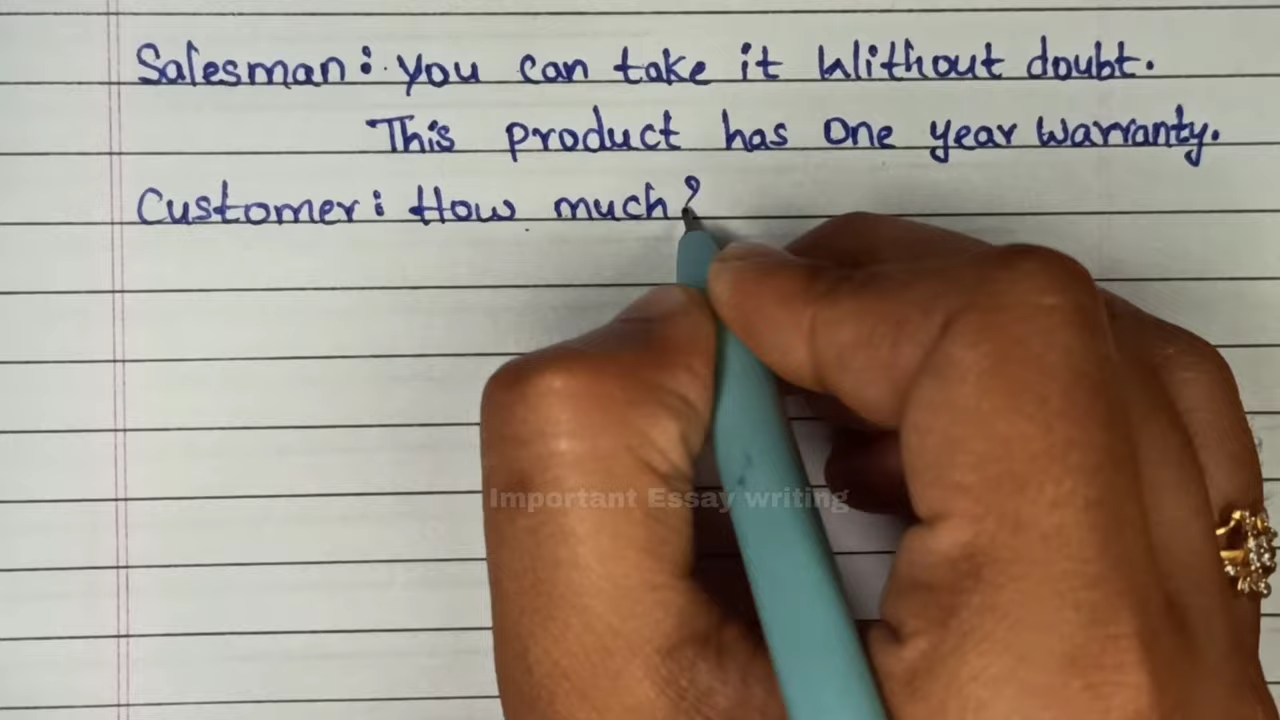 Salesman: You can take it Without doubt.
This product has One year Warranty.
Customer: How much?
Important Essay writing